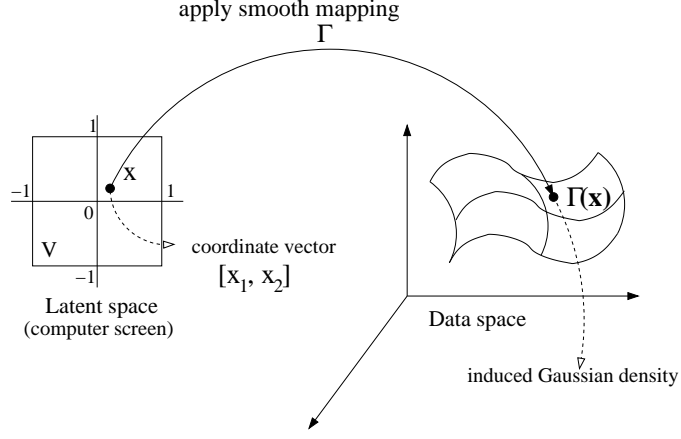 apply smooth mapping
Γ
1
x
−1
1
0
Γ(x)
V
coordinate vector
−1
[x1, x2]
Latent space
(computer screen)
Data space
induced Gaussian density